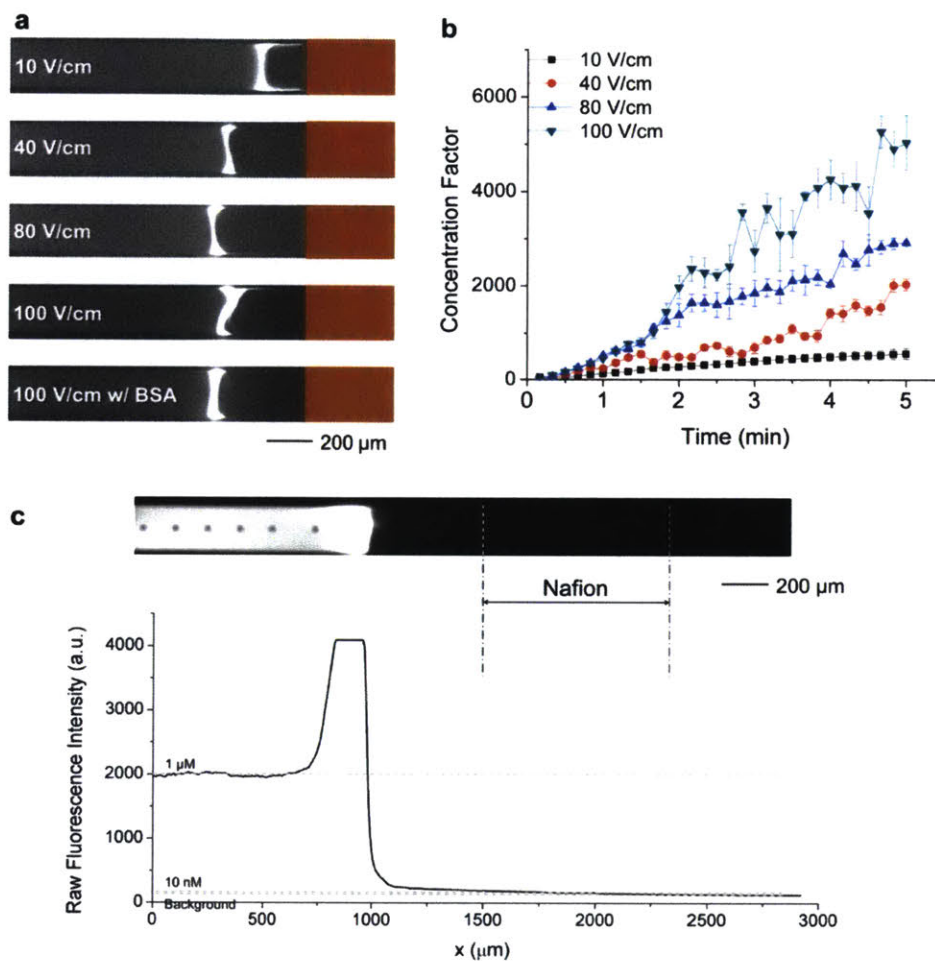 a
10 V/cm
40 V/cm
80 V/cm
100 V/cm
100 V/cm w/ BSA
200 μm
b
10 V/cm
40 V/cm
80 V/cm
100 V/cm
6000
4000
2000
0
Concentration Factor
0 1 2 3 4 5
Time (min)
c
Nafion
200 μm
4000
3000
2000
1000
0
Raw Fluorescence Intensity (a.u.)
1 μM
10 nM
Background
0 500 1000 1500 2000 2500 3000
x (μm)